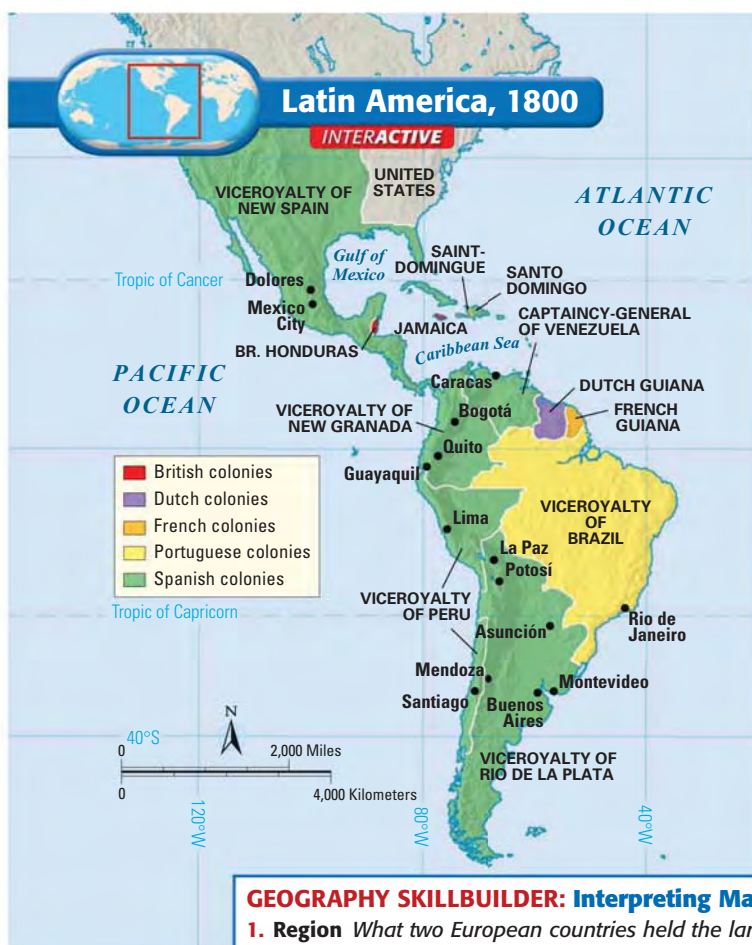 Latin America, 1800
INTERACTIVE
UNITED
STATES
VICEROYALTY OF
NEW SPAIN
ATLANTIC
OCEAN
Gulf of
Mexico
SAINT-
DOMINGUE
SANTO
DOMINGO
Tropic of Cancer
Dolores
Mexico
City
JAMAICA
CAPTAINCY-GENERAL
OF VENEZUELA
BR. HONDURAS
Caribbean Sea
PACIFIC
OCEAN
Caracas
DUTCH GUIANA
VICEROYALTY OF
NEW GRANADA
Bogotá
FRENCH
GUIANA
Quito
Guayaquil
British colonies
Dutch colonies
French colonies
Portuguese colonies
Spanish colonies
VICEROYALTY
OF
BRAZIL
Lima
La Paz
Potosí
Tropic of Capricorn
VICEROYALTY
OF PERU
Rio de
Janeiro
Asunción
Mendoza
Santiago
Montevideo
Buenos
Aires
N
40°S
0 2,000 Miles
0 4,000 Kilometers
VICEROYALTY OF
RIO DE LA PLATA
120°W
80°W
40°W
GEOGRAPHY SKILLBUILDER: Interpreting Ma
1. Region What two European countries held the lar